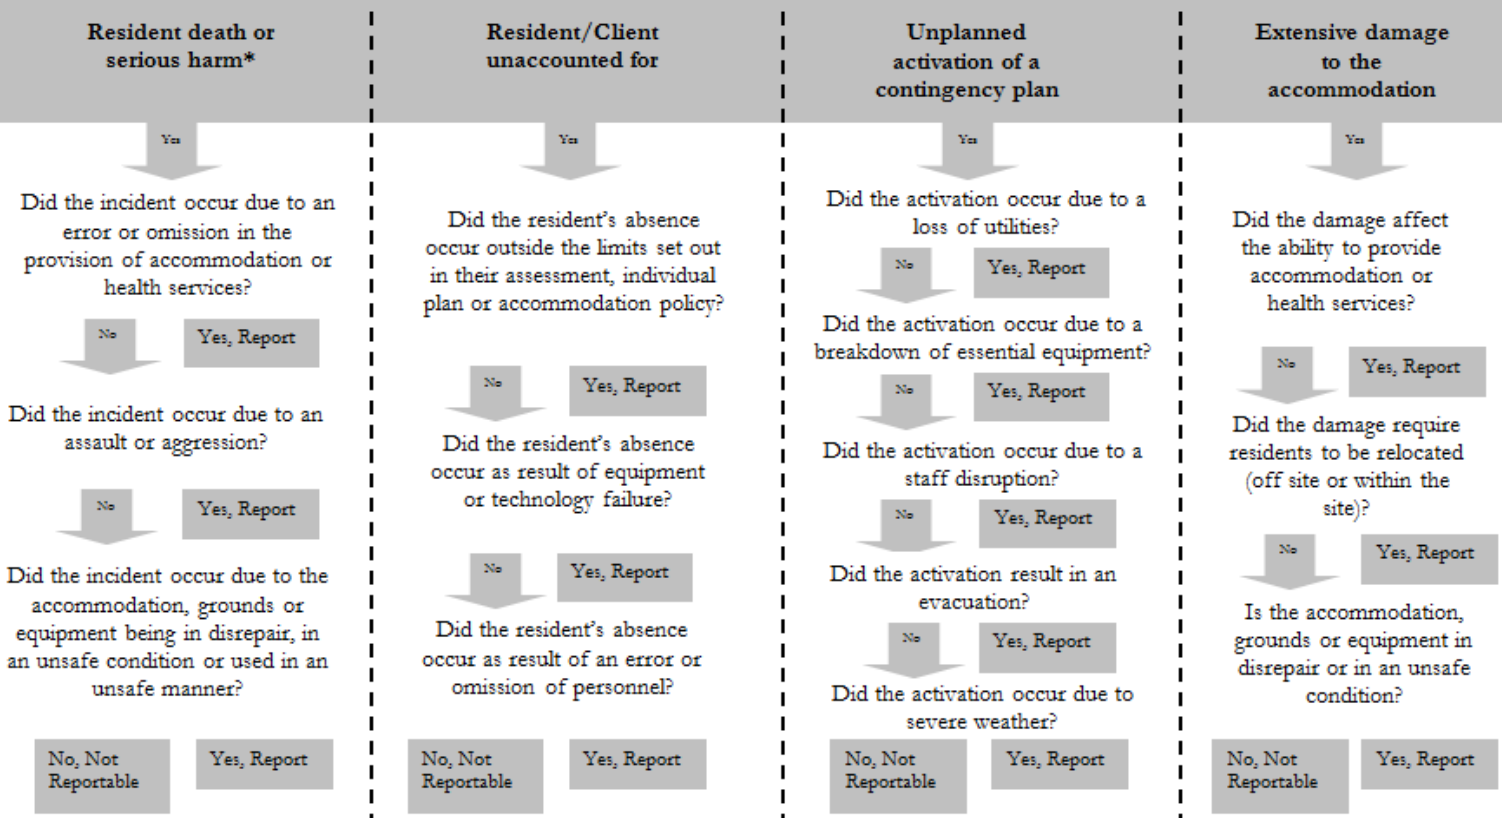 Resident death or
serious harm*
Yes
Did the incident occur due to an
error or omission in the
provision of accommodation or
health services?
No
Yes, Report
Did the incident occur due to an
assault or aggression?
No
Yes, Report
Did the incident occur due to the
accommodation, grounds or
equipment being in disrepair, in
an unsafe condition or used in an
unsafe manner?
No, Not
Reportable
Yes, Report
Resident/Client
unaccounted for
Yes
Did the resident's absence
occur outside the limits set out
in their assessment, individual
plan or accommodation policy?
No
Yes, Report
Did the resident's absence
occur as result of equipment
or technology failure?
No
Yes, Report
Did the resident's absence
occur as result of an error or
omission of personnel?
No, Not
Reportable
Yes, Report
Unplanned
activation of a
contingency plan
Yes
Did the activation occur due to a
loss of utilities?
No
Yes, Report
Did the activation occur due to a
breakdown of essential equipment?
No
Yes, Report
Did the activation occur due to a
staff disruption?
No
Yes, Report
Did the activation result in an
evacuation?
No
Yes, Report
Did the activation occur due to
severe weather?
No, Not
Reportable
Yes, Report
Extensive damage
to the
accommodation
Yes
Did the damage affect
the ability to provide
accommodation or
health services?
No
Yes, Report
Did the damage require
residents to be relocated
(off site or within the
site)?
No
Yes, Report
Is the accommodation,
grounds or equipment in
disrepair or in an unsafe
condition?
No, Not
Reportable
Yes, Report